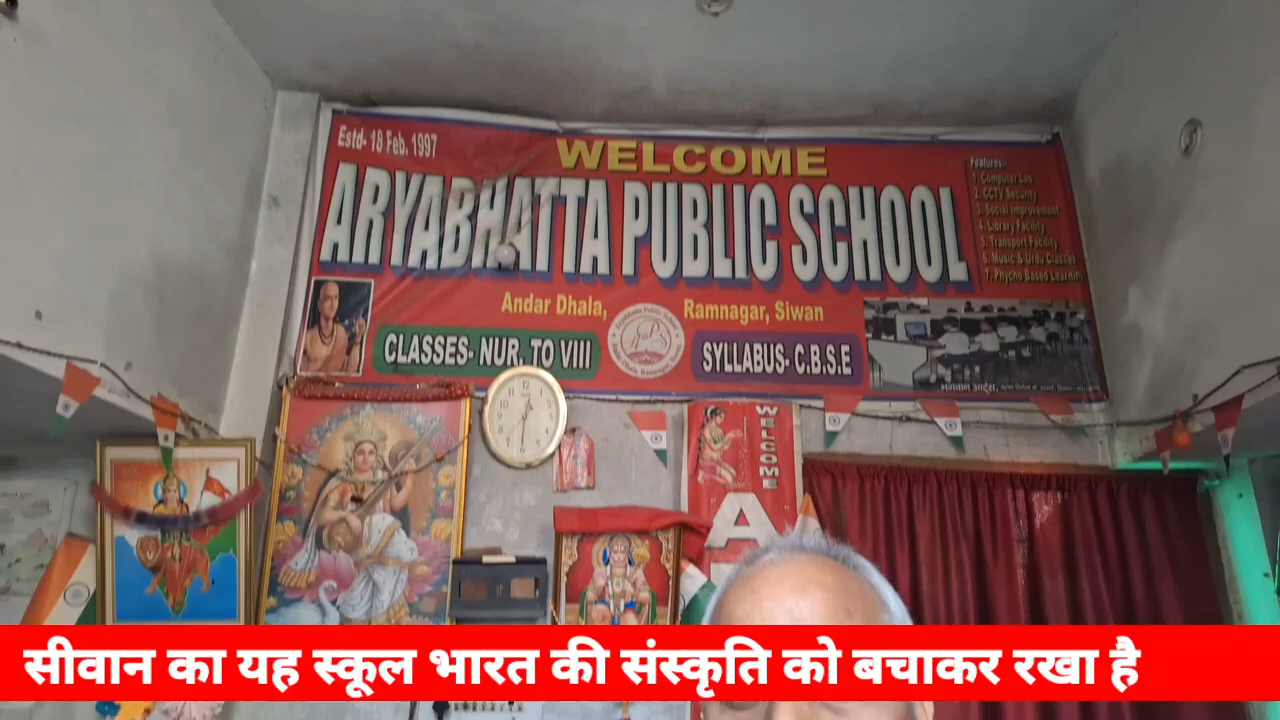 Estd- 18 Feb. 1997
WELCOME
ARYABHATTA PUBLIC SCHOOL
Features:-
1. Computer Lab
2. CCTV Security
3. Social Improvement
4. Library Facility
5. Transport Facility
6. Music & Urdu Classes
7. Phycho Based Learning
Andar Dhala, Ramnagar, Siwan
CLASSES- NUR. TO VIII
SYLLABUS- C.B.S.E
WELCOME
A
सीवान का यह स्कूल भारत की संस्कृति को बचाकर रखा है